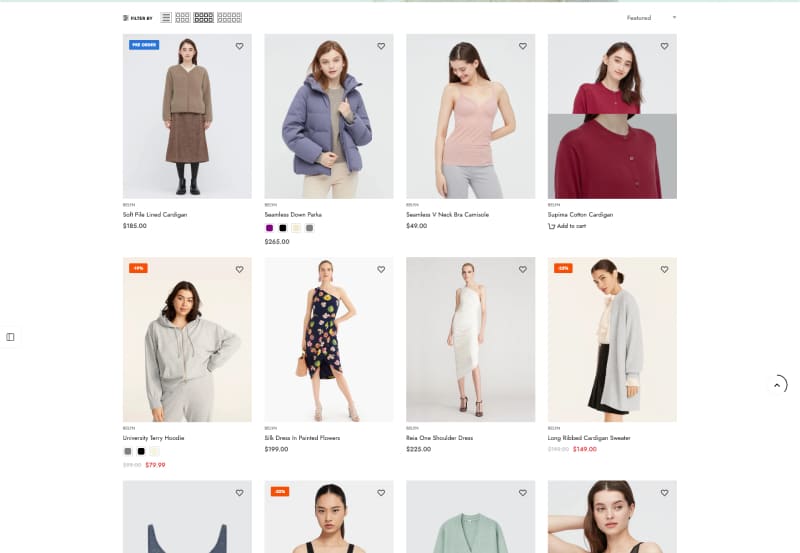 FILTER BY
Featured
PRE ORDER
BELYN
Soft Pile Lined Cardigan
$185.00
BELYN
Seamless Down Parka
$265.00
BELYN
Seamless V Neck Bra Camisole
$49.00
BELYN
Supima Cotton Cardigan
Add to cart
-19%
BELYN
University Terry Hoodie
$99.00 $79.99
BELYN
Silk Dress In Painted Flowers
$199.00
BELYN
Reia One Shoulder Dress
$225.00
-25%
BELYN
Long Ribbed Cardigan Sweater
$199.00 $149.00